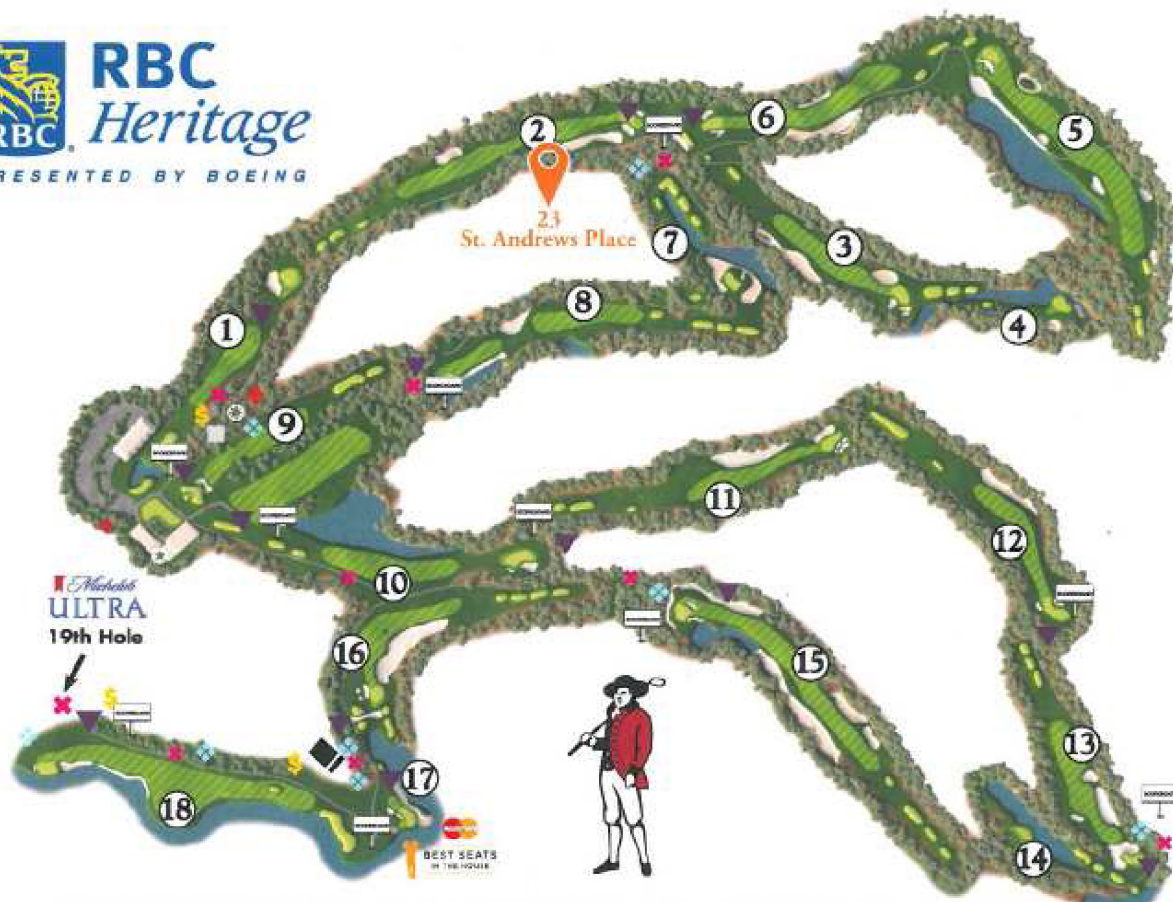 RBC
RBC
Heritage
RESENTED BY BOEING
2
6
5
23
St. Andrews Place
7
3
8
4
1
9
11
12
10
Michelob
ULTRA
19th Hole
16
15
13
17
18
14
BEST SEATS
IN THE HOUSE
$
$
$